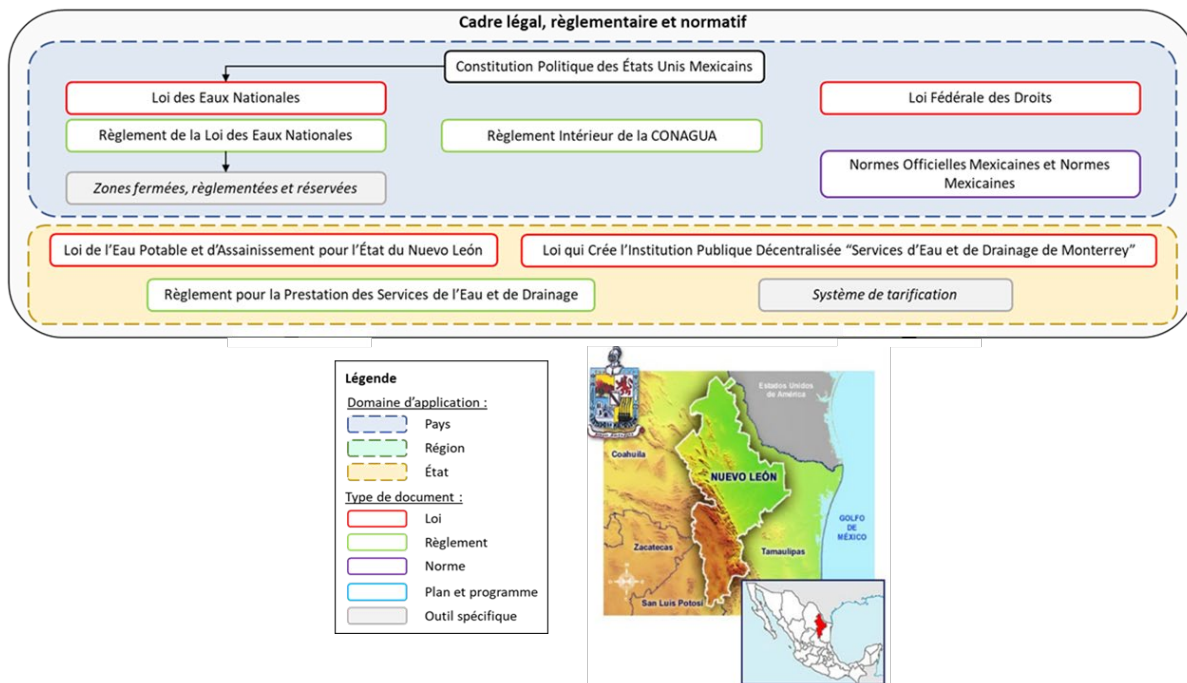 Cadre légal, règlementaire et normatif
Constitution Politique des États Unis Mexicains
Loi des Eaux Nationales
Loi Fédérale des Droits
Règlement de la Loi des Eaux Nationales
Règlement Intérieur de la CONAGUA
Normes Officielles Mexicaines et Normes
Mexicaines
Zones fermées, règlementées et réservées
Loi de l'Eau Potable et d'Assainissement pour l'État du Nuevo León
Loi qui Crée l'Institution Publique Décentralisée "Services d'Eau et de Drainage de Monterrey"
Règlement pour la Prestation des Services de l'Eau et de Drainage
Système de tarification
Légende
Domaine d'application :
Pays
Région
État
Type de document :
Loi
Règlement
Norme
Plan et programme
Outil spécifique
Estados Unidos
de América
Coahuila
NUEVO LEÓN
GOLFO
DE
MÉXICO
Zacatecas
Tamaulipas
San Luis Potosí